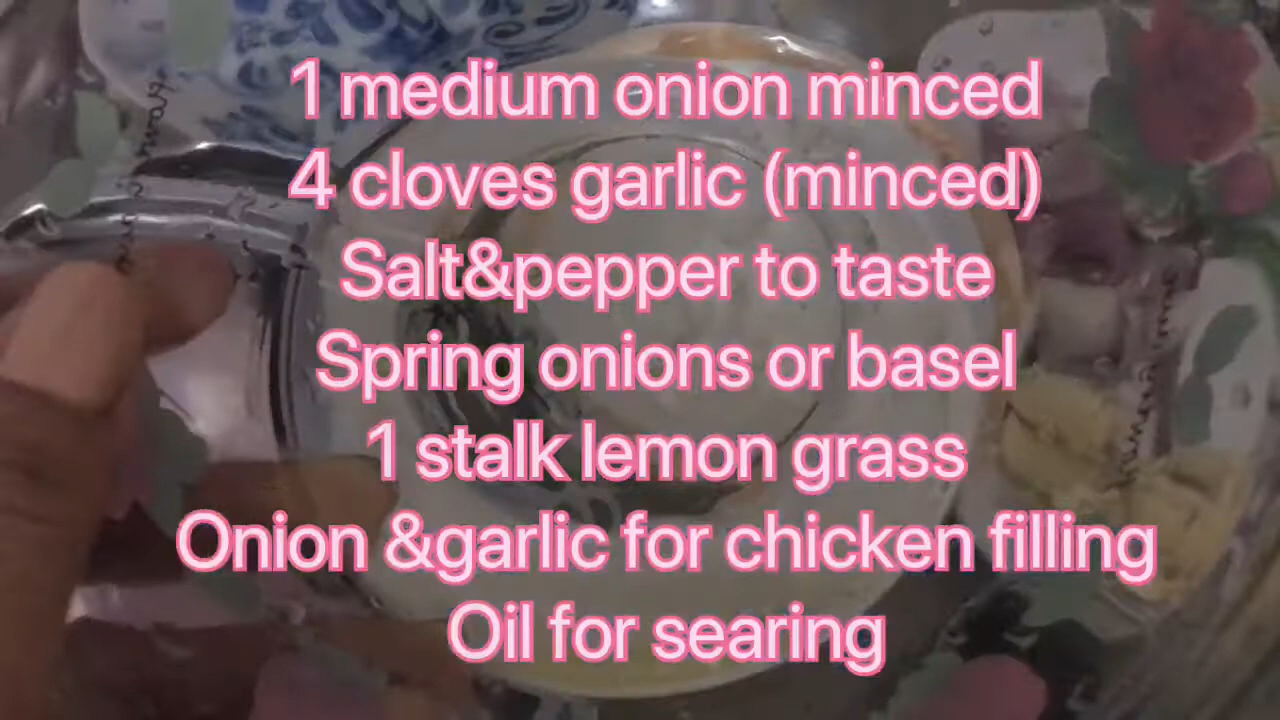 1 medium onion minced
4 cloves garlic (minced)
Salt&pepper to taste
Spring onions or basel
1 stalk lemon grass
Onion &garlic for chicken filling
Oil for searing